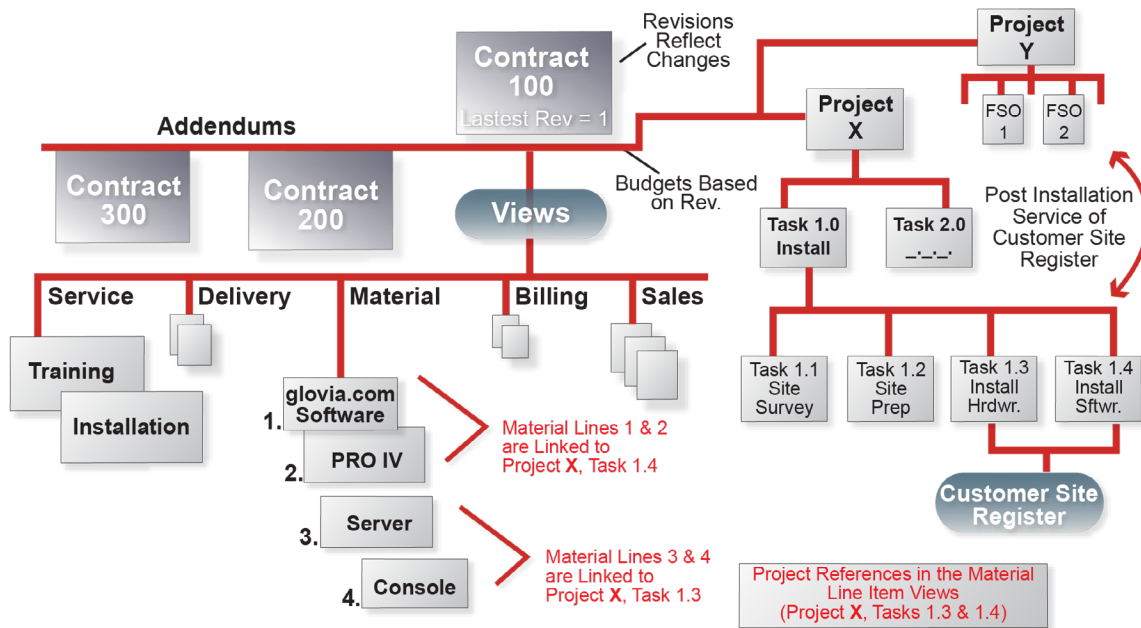 Revisions
Reflect
Changes
Contract
100
Lastest Rev = 1
Project
Y
FSO
1
FSO
2
Project
X
Addendums
Contract
300
Contract
200
Budgets Based
on Rev.
Views
Task 1.0
Install
Task 2.0
_._._.
Post Installation
Service of
Customer Site
Register
Service
Delivery
Material
Billing
Sales
Training
Installation
1.
glovia.com
Software
2.
PRO IV
3.
Server
4.
Console
Material Lines 1 & 2
are Linked to
Project X, Task 1.4
Material Lines 3 & 4
are Linked to
Project X, Task 1.3
Task 1.1
Site
Survey
Task 1.2
Site
Prep
Task 1.3
Install
Hrdwr.
Task 1.4
Install
Sftwr.
Customer Site
Register
Project References in the Material
Line Item Views
(Project X, Tasks 1.3 & 1.4)